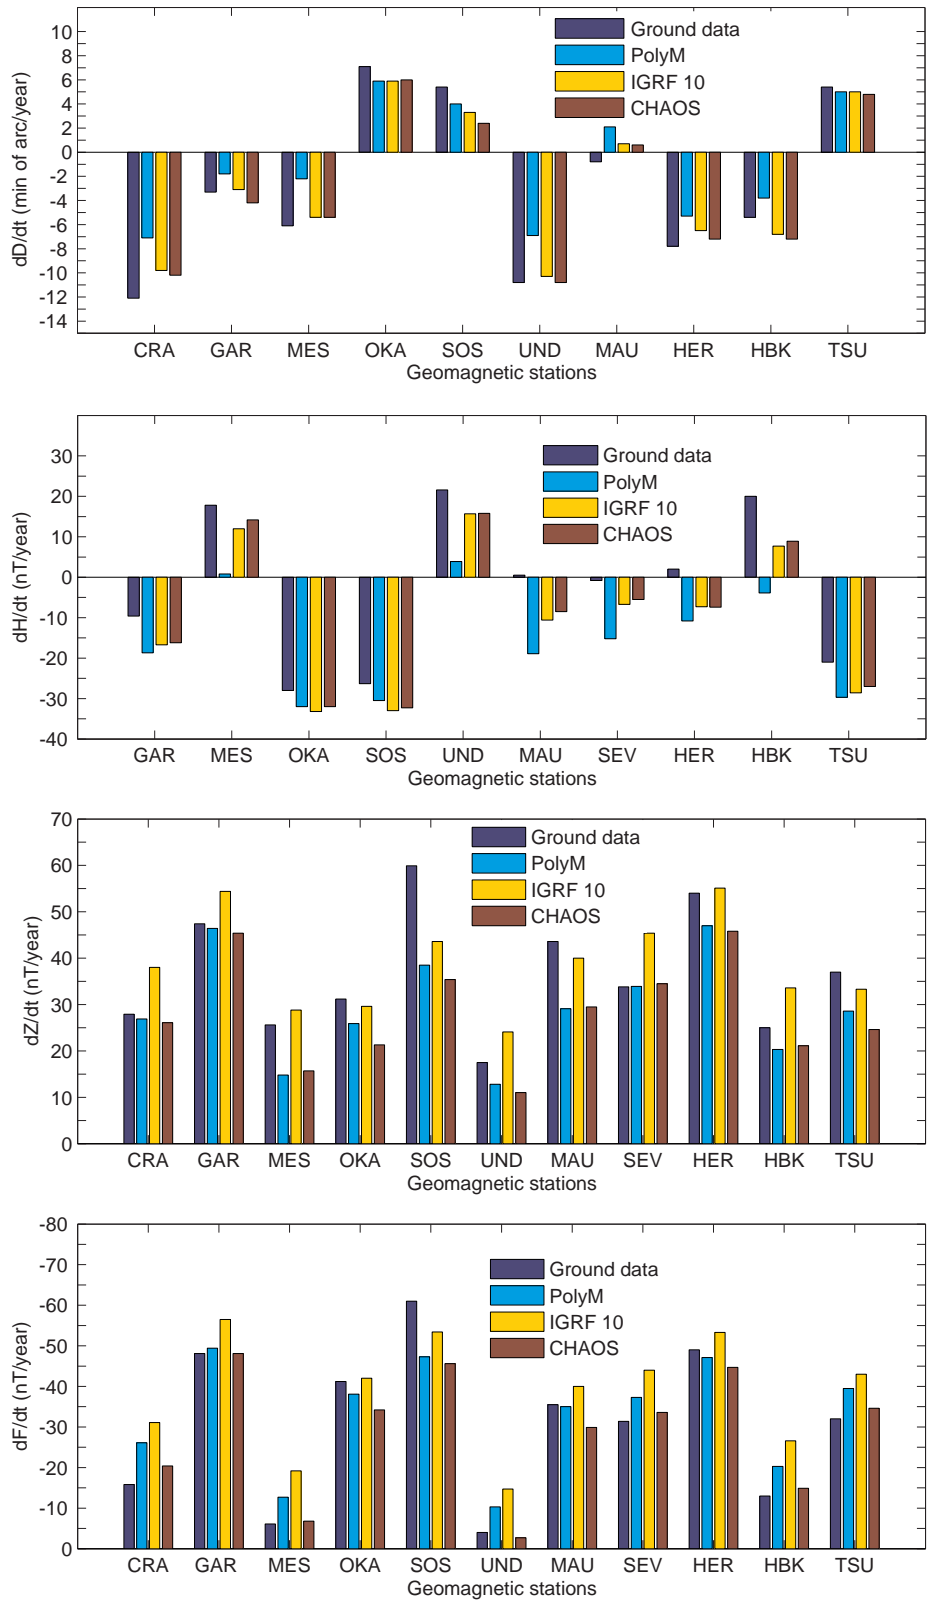 10
8
6
4
2
0
-2
-4
-6
-8
-10
-12
-14
dD/dt (min of arc/year)
Ground data
PolyM
IGRF 10
CHAOS
CRA GAR MES OKA SOS UND MAU HER HBK TSU
Geomagnetic stations
30
20
10
0
-10
-20
-30
-40
dH/dt (nT/year)
Ground data
PolyM
IGRF 10
CHAOS
GAR MES OKA SOS UND MAU SEV HER HBK TSU
Geomagnetic stations
70
60
50
40
30
20
10
0
dZ/dt (nT/year)
Ground data
PolyM
IGRF 10
CHAOS
CRA GAR MES OKA SOS UND MAU SEV HER HBK TSU
Geomagnetic stations
-80
-70
-60
-50
-40
-30
-20
-10
0
dF/dt (nT/year)
Ground data
PolyM
IGRF 10
CHAOS
CRA GAR MES OKA SOS UND MAU SEV HER HBK TSU
Geomagnetic stations